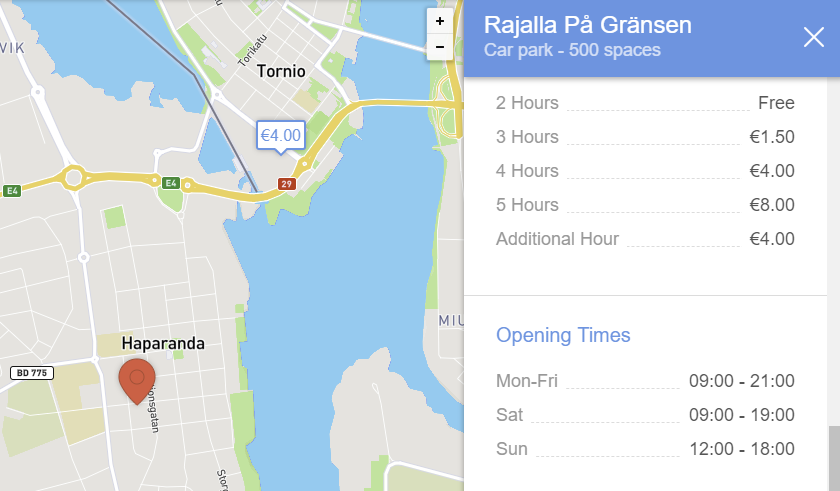 VIK
Torikatu
Tornio
€4.00
E4
E4
29
Haparanda
BD 775
MIU
+
-
Rajalla På Gränsen
Car park - 500 spaces
2 Hours Free
3 Hours €1.50
4 Hours €4.00
5 Hours €8.00
Additional Hour €4.00
Opening Times
Mon-Fri 09:00 - 21:00
Sat 09:00 - 19:00
Sun 12:00 - 18:00